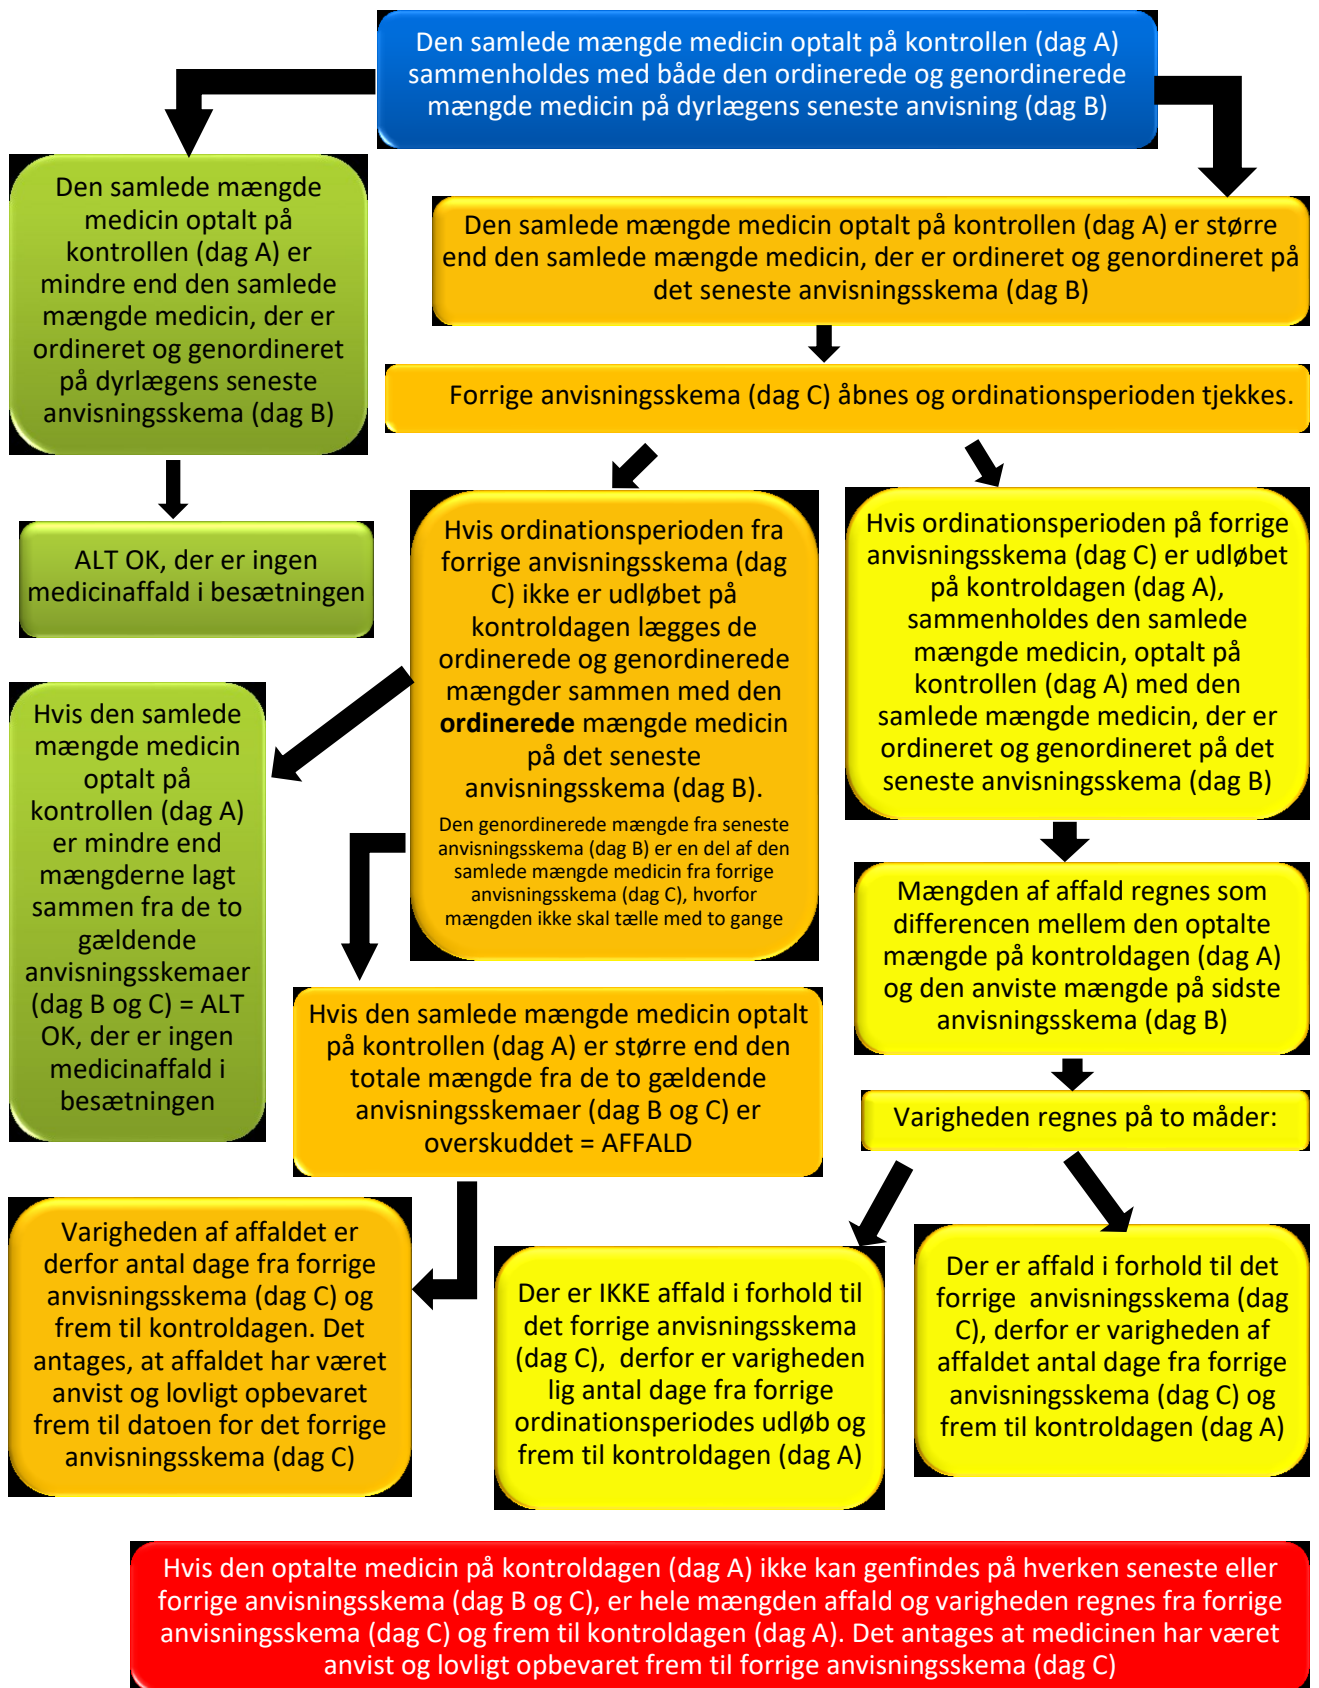 Den samlede mængde medicin optalt på kontrollen (dag A)
sammenholdes med både den ordinerede og genordinerede
mængde medicin på dyrlægens seneste anvisning (dag B)
Den samlede mængde
medicin optalt på
kontrollen (dag A) er
mindre end den samlede
mængde medicin, der er
ordineret og genordineret
på dyrlægens seneste
anvisningsskema (dag B)
Den samlede mængde medicin optalt på kontrollen (dag A) er større
end den samlede mængde medicin, der er ordineret og genordineret på
det seneste anvisningsskema (dag B)
Forrige anvisningsskema (dag C) åbnes og ordinationsperioden tjekkes.
ALT OK, der er ingen
medicinaffald i besætningen
Hvis ordinationsperioden fra
forrige anvisningsskema (dag
C) ikke er udløbet på
kontroldagen lægges de
ordinerede og genordinerede
mængder sammen med den
ordinerede mængde medicin
på det seneste
anvisningsskema (dag B).
Den genordinerede mængde fra seneste
anvisningsskema (dag B) er en del af den
samlede mængde medicin fra forrige
anvisningsskema (dag C), hvorfor
mængden ikke skal tælle med to gange
Hvis ordinationsperioden på forrige
anvisningsskema (dag C) er udløbet
på kontroldagen (dag A),
sammenholdes den samlede
mængde medicin, optalt på
kontrollen (dag A) med den
samlede mængde medicin, der er
ordineret og genordineret på det
seneste anvisningsskema (dag B)
Hvis den samlede
mængde medicin
optalt på
kontrollen (dag A)
er mindre end
mængderne lagt
sammen fra de to
gældende
anvisningsskemaer
(dag B og C) = ALT
OK, der er ingen
medicinaffald i
besætningen
Mængden af affald regnes som
differencen mellem den optalte
mængde på kontroldagen (dag A)
og den anviste mængde på sidste
anvisningsskema (dag B)
Hvis den samlede mængde medicin optalt
på kontrollen (dag A) er større end den
totale mængde fra de to gældende
anvisningsskemaer (dag B og C) er
overskuddet = AFFALD
Varigheden regnes på to måder:
Varigheden af affaldet er
derfor antal dage fra forrige
anvisningsskema (dag C) og
frem til kontroldagen. Det
antages, at affaldet har været
anvist og lovligt opbevaret
frem til datoen for det forrige
anvisningsskema (dag C)
Der er IKKE affald i forhold til
det forrige anvisningsskema
(dag C), derfor er varigheden
lig antal dage fra forrige
ordinationsperiodes udløb og
frem til kontroldagen (dag A)
Der er affald i forhold til det
forrige anvisningsskema (dag
C), derfor er varigheden af
affaldet antal dage fra forrige
anvisningsskema (dag C) og
frem til kontroldagen (dag A)
Hvis den optalte medicin på kontroldagen (dag A) ikke kan genfindes på hverken seneste eller
forrige anvisningsskema (dag B og C), er hele mængden affald og varigheden regnes fra forrige
anvisningsskema (dag C) og frem til kontroldagen (dag A). Det antages at medicinen har været
anvist og lovligt opbevaret frem til forrige anvisningsskema (dag C)